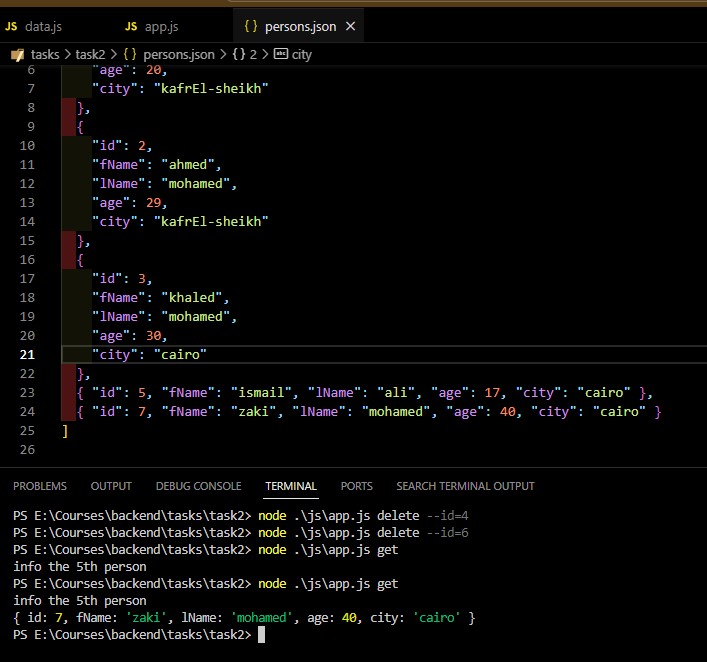 JS data.js JS app.js {} persons.json ×
tasks > task2 > {} persons.json > {} 2 > abc city
6 "age": 20,
7 "city": "kafrEl-sheikh"
8 },
9 {
10 "id": 2,
11 "fName": "ahmed",
12 "lName": "mohamed",
13 "age": 29,
14 "city": "kafrEl-sheikh"
15 },
16 {
17 "id": 3,
18 "fName": "khaled",
19 "lName": "mohamed",
20 "age": 30,
21 "city": "cairo"
22 },
23 { "id": 5, "fName": "ismail", "lName": "ali", "age": 17, "city": "cairo" },
24 { "id": 7, "fName": "zaki", "lName": "mohamed", "age": 40, "city": "cairo" }
25 ]
26
PROBLEMS OUTPUT DEBUG CONSOLE TERMINAL PORTS SEARCH TERMINAL OUTPUT
PS E:\Courses\backend\tasks\task2> node .\js\app.js delete --id=4
PS E:\Courses\backend\tasks\task2> node .\js\app.js delete --id=6
PS E:\Courses\backend\tasks\task2> node .\js\app.js get
info the 5th person
PS E:\Courses\backend\tasks\task2> node .\js\app.js get
info the 5th person
{ id: 7, fName: 'zaki', lName: 'mohamed', age: 40, city: 'cairo' }
PS E:\Courses\backend\tasks\task2>